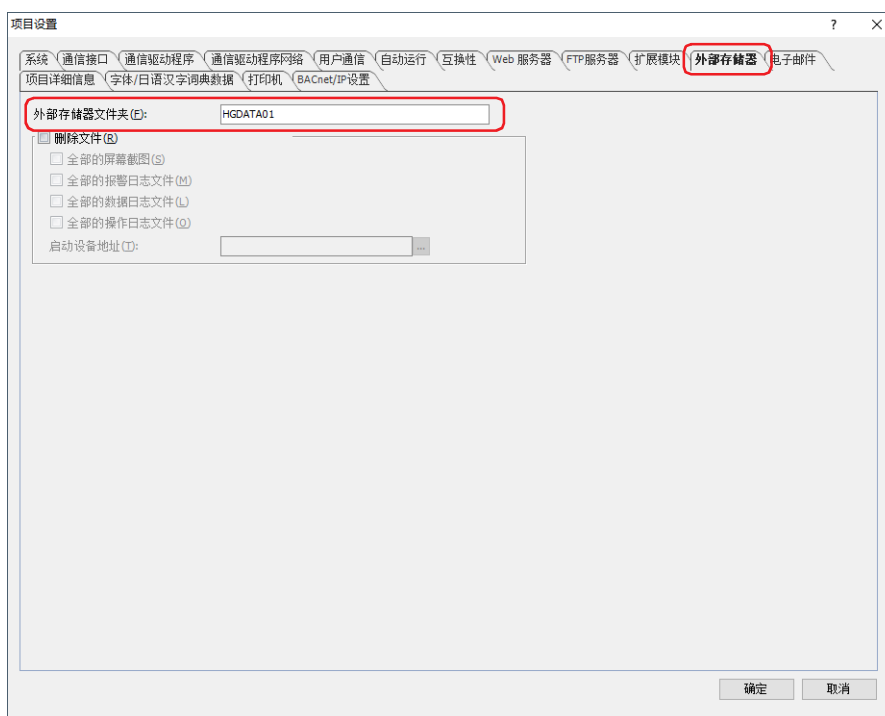 项目设置 ? ×
系统 通信接口 通信驱动程序 通信驱动程序网络 用户通信 自动运行 互换性 Web 服务器 FTP服务器 扩展模块 外部存储器 电子邮件
项目详细信息 字体/日语汉字词典数据 打印机 BACnet/IP设置
外部存储器文件夹(F): HGDATA01
删除文件(R)
全部的屏幕截图(S)
全部的报警日志文件(M)
全部的数据日志文件(L)
全部的操作日志文件(O)
启动设备地址(T): ...
确定 取消